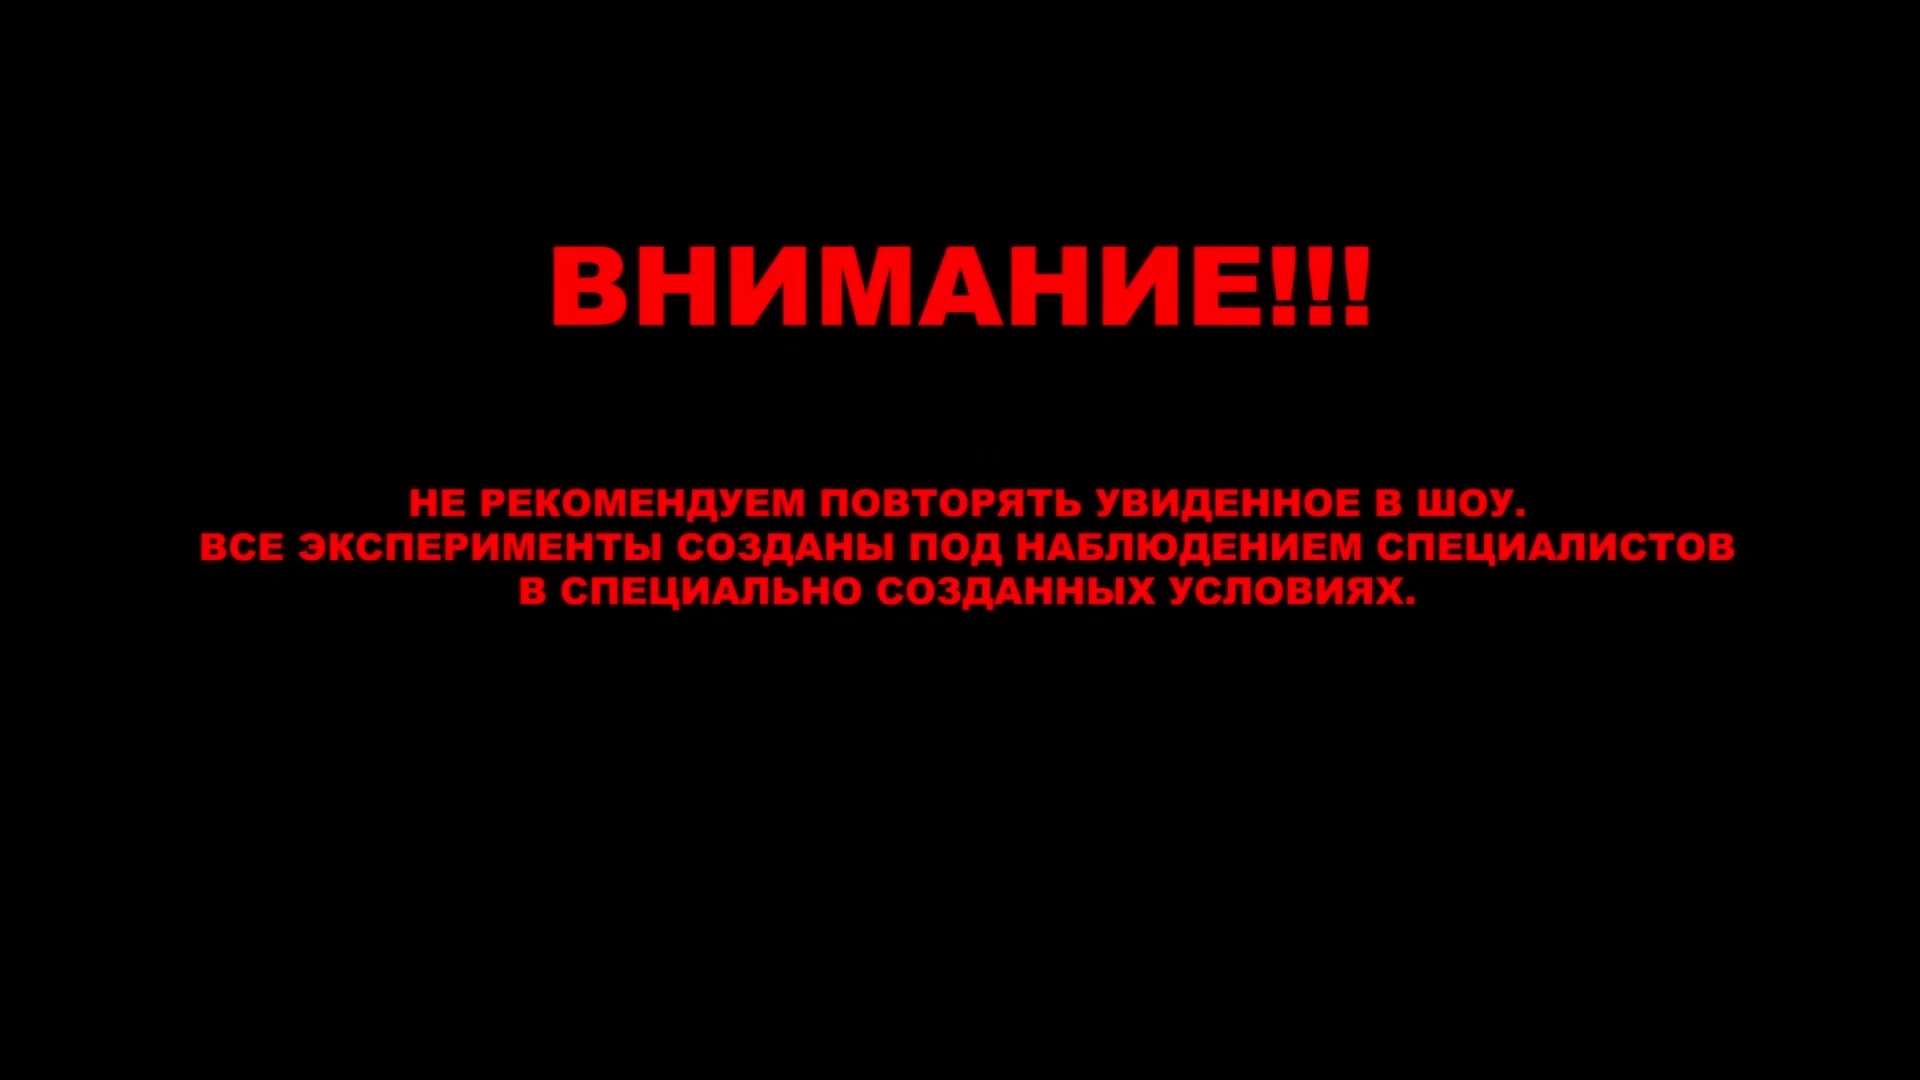 ВНИМАНИЕ!!!
НЕ РЕКОМЕНДУЕМ ПОВТОРЯТЬ УВИДЕННОЕ В ШОУ.
ВСЕ ЭКСПЕРИМЕНТЫ СОЗДАНЫ ПОД НАБЛЮДЕНИЕМ СПЕЦИАЛИСТОВ
В СПЕЦИАЛЬНО СОЗДАННЫХ УСЛОВИЯХ.